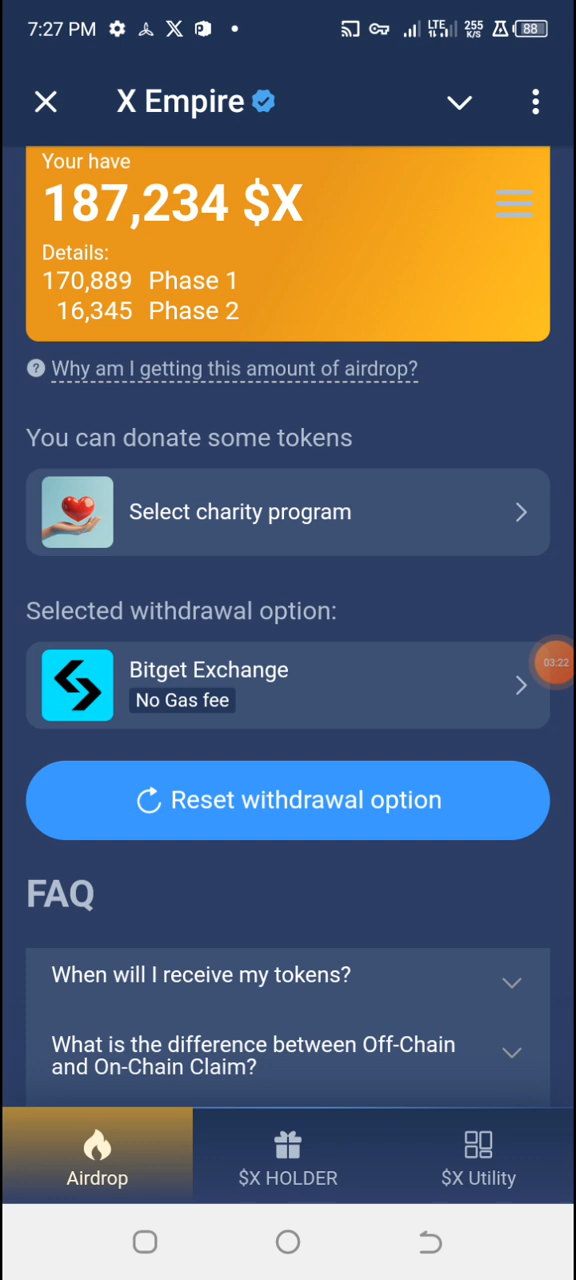 7:27 PM LTE 255 K/S 88
X Empire
Your have
187,234 $X
Details:
170,889 Phase 1
16,345 Phase 2
? Why am I getting this amount of airdrop?
You can donate some tokens
Select charity program
Selected withdrawal option:
Bitget Exchange
03:22
No Gas fee
Reset withdrawal option
FAQ
When will I receive my tokens?
What is the difference between Off-Chain
and On-Chain Claim?
Airdrop $X HOLDER $X Utility